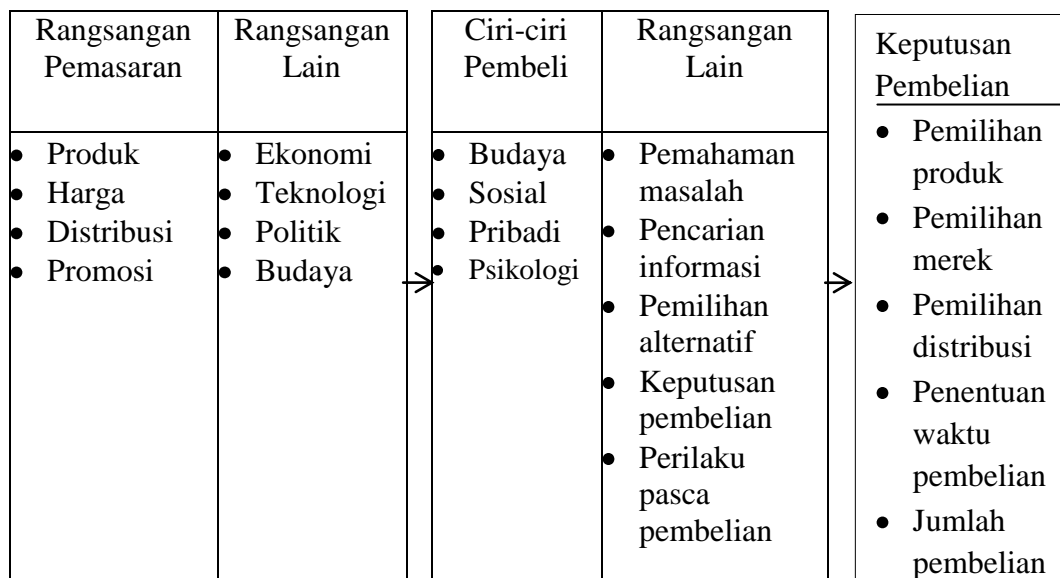 Rangsangan
Pemasaran
Rangsangan
Lain
Ciri-ciri
Pembeli
Rangsangan
Lain
Keputusan
Pembelian
• Produk
• Harga
• Distribusi
• Promosi
• Ekonomi
• Teknologi
• Politik
• Budaya
• Budaya
• Sosial
• Pribadi
• Psikologi
• Pemahaman
masalah
• Pencarian
informasi
• Pemilihan
alternatif
• Keputusan
pembelian
• Perilaku
pasca
pembelian
• Pemilihan
produk
• Pemilihan
merek
• Pemilihan
distribusi
• Penentuan
waktu
pembelian
• Jumlah
pembelian